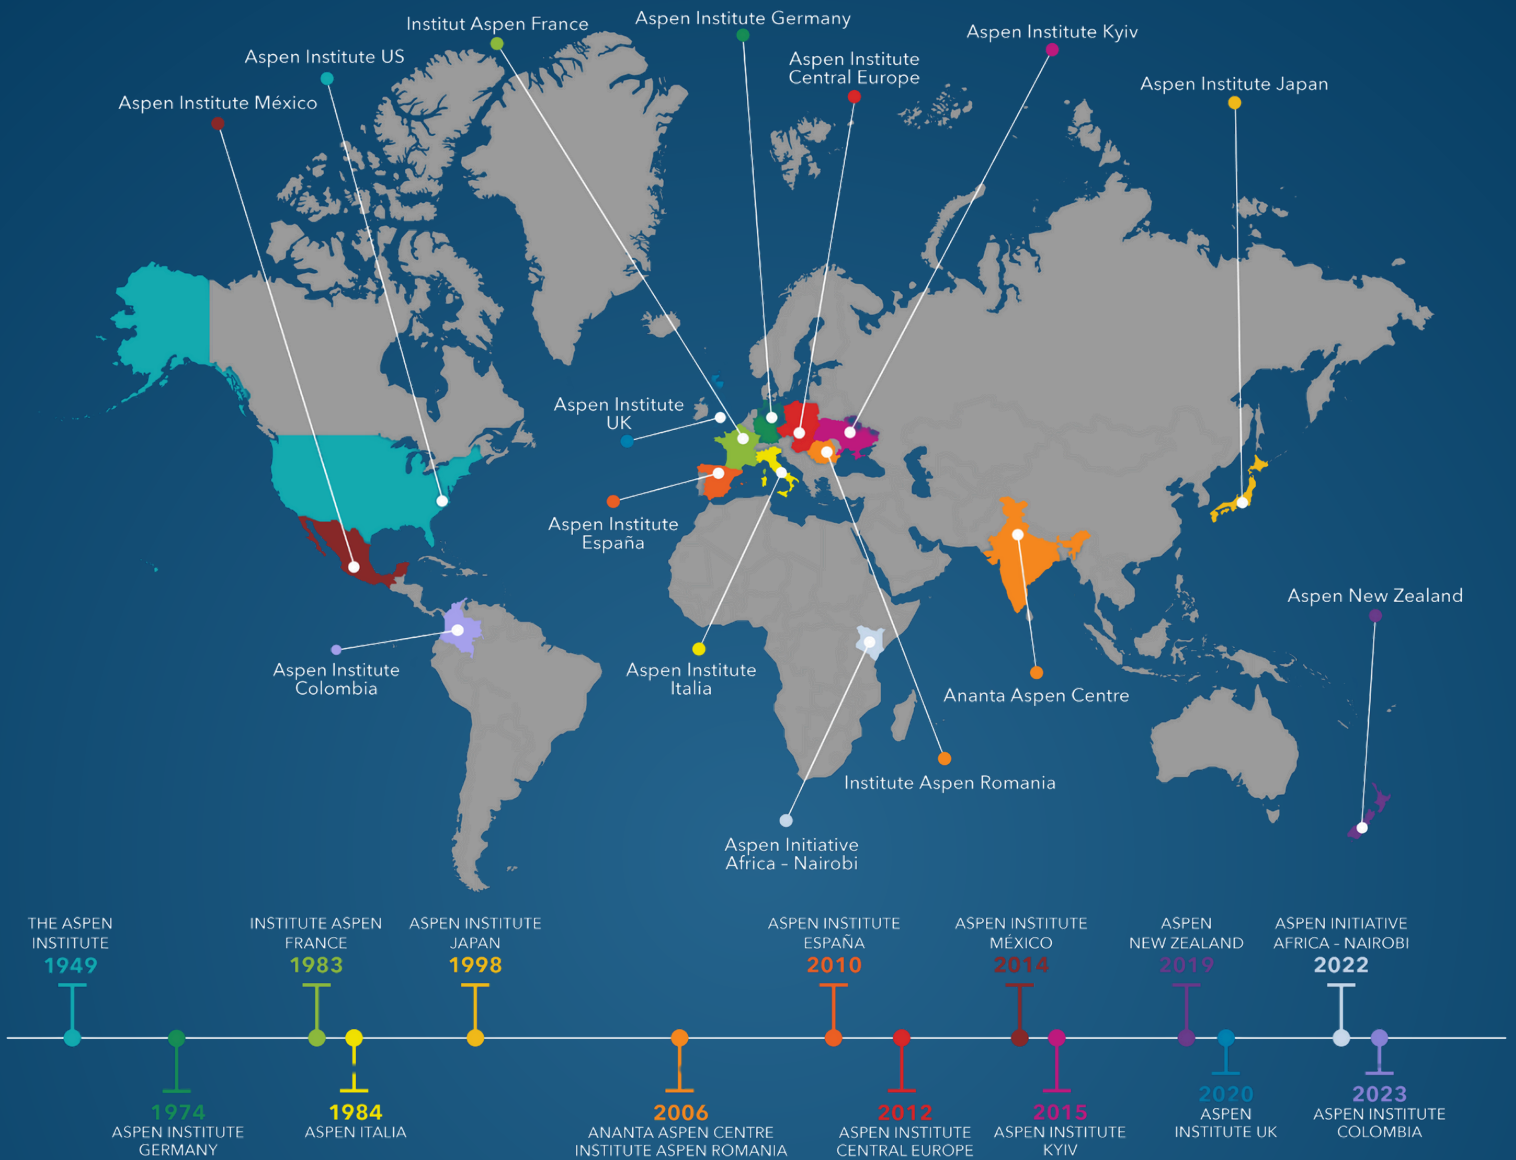 Institut Aspen France
Aspen Institute Germany
Aspen Institute Kyiv
Aspen Institute US
Aspen Institute
Central Europe
Aspen Institute Japan
Aspen Institute México
Aspen Institute
UK
Aspen Institute
España
Aspen New Zealand
Aspen Institute
Colombia
Aspen Institute
Italia
Ananta Aspen Centre
Institute Aspen Romania
Aspen Initiative
Africa – Nairobi
THE ASPEN
INSTITUTE
1949
INSTITUTE ASPEN
FRANCE
1983
ASPEN INSTITUTE
JAPAN
1998
ASPEN INSTITUTE
ESPAÑA
2010
ASPEN INSTITUTE
MÉXICO
2014
ASPEN
NEW ZEALAND
2019
ASPEN INITIATIVE
AFRICA – NAIROBI
2022
1974
ASPEN INSTITUTE
GERMANY
1984
ASPEN ITALIA
2006
ANANTA ASPEN CENTRE
INSTITUTE ASPEN ROMANIA
2012
ASPEN INSTITUTE
CENTRAL EUROPE
2015
ASPEN INSTITUTE
KYIV
2020
ASPEN
INSTITUTE UK
2023
ASPEN INSTITUTE
COLOMBIA